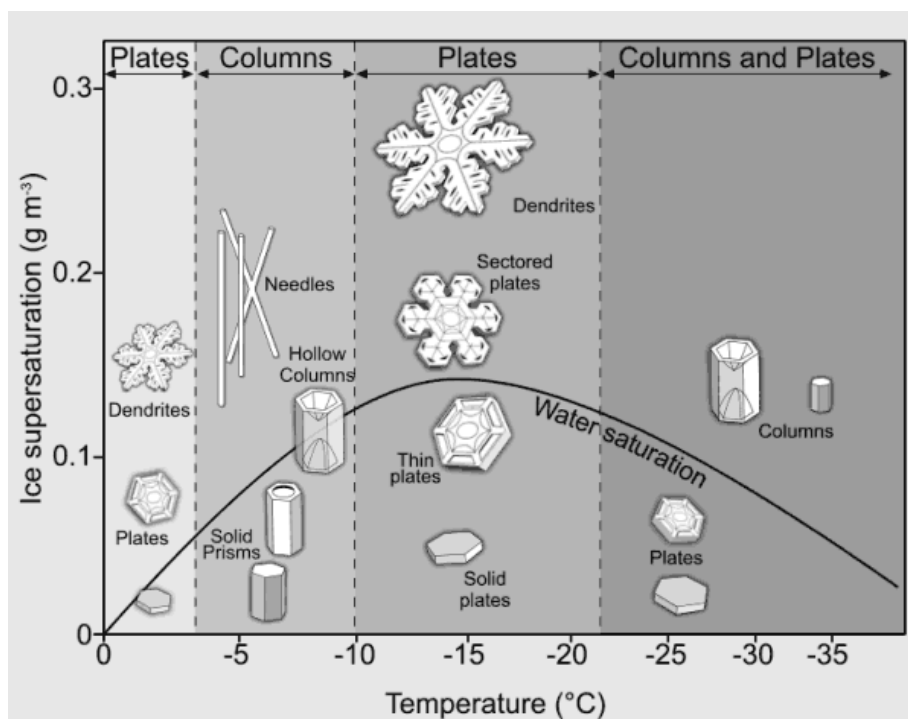 Plates
Columns
Plates
Columns and Plates
Ice supersaturation (g m⁻³)
0.3
0.2
0.1
0
Dendrites
Plates
Needles
Hollow
Columns
Solid
Prisms
Dendrites
Sectored
plates
Thin
plates
Solid
plates
Water saturation
Columns
Plates
0
-5
-10
-15
-20
-25
-30
-35
Temperature (°C)